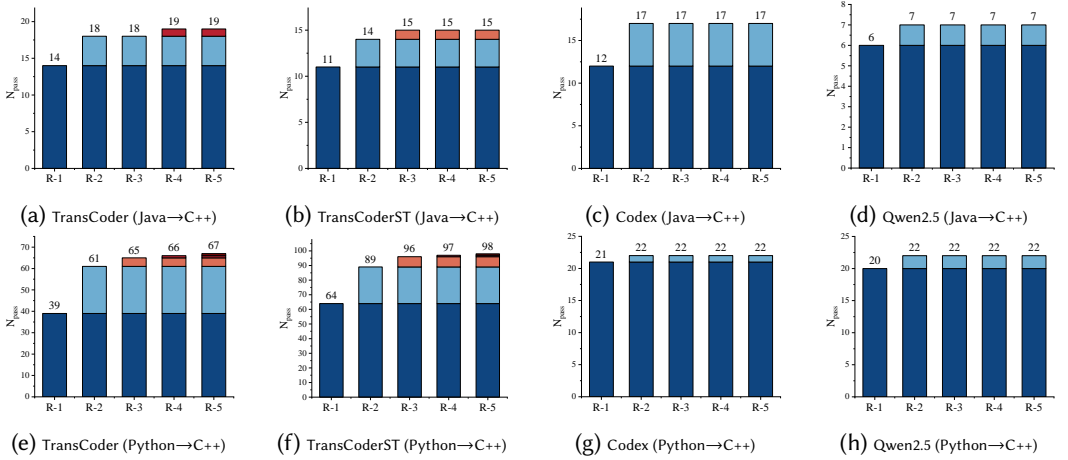 14 18 18 19 19
N_pass
20
15
10
5
0
R-1 R-2 R-3 R-4 R-5
(a) TransCoder (Java→C++)
11 14 15 15 15
N_pass
15
10
5
0
R-1 R-2 R-3 R-4 R-5
(b) TransCoderST (Java→C++)
12 17 17 17 17
N_pass
15
10
5
0
R-1 R-2 R-3 R-4 R-5
(c) Codex (Java→C++)
6 7 7 7 7
N_pass
8
7
6
5
4
3
2
1
0
R-1 R-2 R-3 R-4 R-5
(d) Qwen2.5 (Java→C++)
39 61 65 66 67
N_pass
70
60
50
40
30
20
10
0
R-1 R-2 R-3 R-4 R-5
(e) TransCoder (Python→C++)
64 89 96 97 98
N_pass
100
90
80
70
60
50
40
30
20
10
0
R-1 R-2 R-3 R-4 R-5
(f) TransCoderST (Python→C++)
21 22 22 22 22
N_pass
25
20
15
10
5
0
R-1 R-2 R-3 R-4 R-5
(g) Codex (Python→C++)
20 22 22 22 22
N_pass
25
20
15
10
5
0
R-1 R-2 R-3 R-4 R-5
(h) Qwen2.5 (Python→C++)